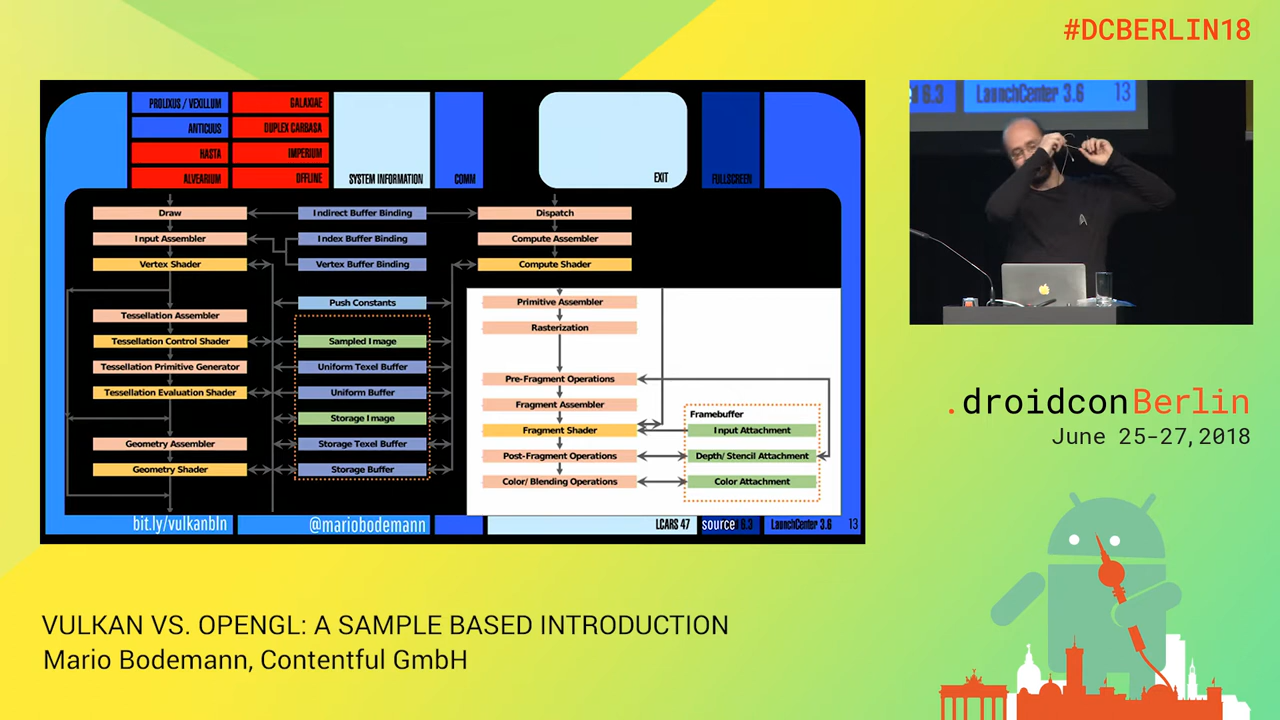 #DCBERLIN18
PROLIXUS / VEXILLUM
GALAXIAE
ANTICUUS
DUPLEX CARBASA
HASTA
IMPERIUM
ALVEARIUM
OFFLINE
SYSTEM INFORMATION
COMM
EXIT
FULLSCREEN
Draw
Indirect Buffer Binding
Dispatch
Input Assembler
Index Buffer Binding
Compute Assembler
Vertex Shader
Vertex Buffer Binding
Compute Shader
Push Constants
Primitive Assembler
Tessellation Assembler
Rasterization
Tessellation Control Shader
Sampled Image
Tessellation Primitive Generator
Uniform Texel Buffer
Pre-Fragment Operations
Tessellation Evaluation Shader
Uniform Buffer
Fragment Assembler
Framebuffer
Storage Image
Fragment Shader
Input Attachment
Geometry Assembler
Storage Texel Buffer
Post-Fragment Operations
Depth/Stencil Attachment
Geometry Shader
Storage Buffer
Color/Blending Operations
Color Attachment
bit.ly/vulkanbln
@mariobodemann
LCARS 47
source 6.3
LaunchCenter 3.6
13
6.3
LaunchCenter 3.6
13
.droidconBerlin
June 25-27,2018
VULKAN VS. OPENGL: A SAMPLE BASED INTRODUCTION
Mario Bodemann, Contentful GmbH